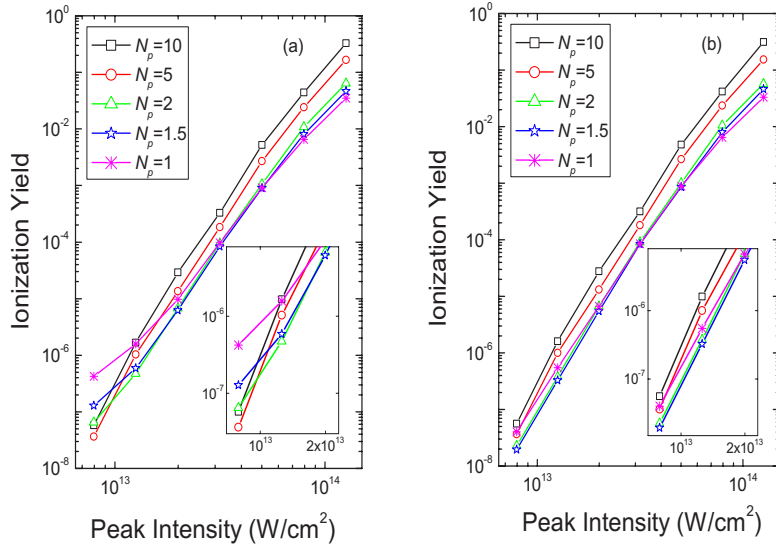 (a)
N_p=10
N_p=5
N_p=2
N_p=1.5
N_p=1
Ionization Yield
10^0
10^-2
10^-4
10^-6
10^-8
10^-6
10^-7
10^13
2x10^13
10^13
10^14
Peak Intensity (W/cm^2)
(b)
N_p=10
N_p=5
N_p=2
N_p=1.5
N_p=1
Ionization Yield
10^0
10^-2
10^-4
10^-6
10^-8
10^-6
10^-7
10^13
2x10^13
10^13
10^14
Peak Intensity (W/cm^2)